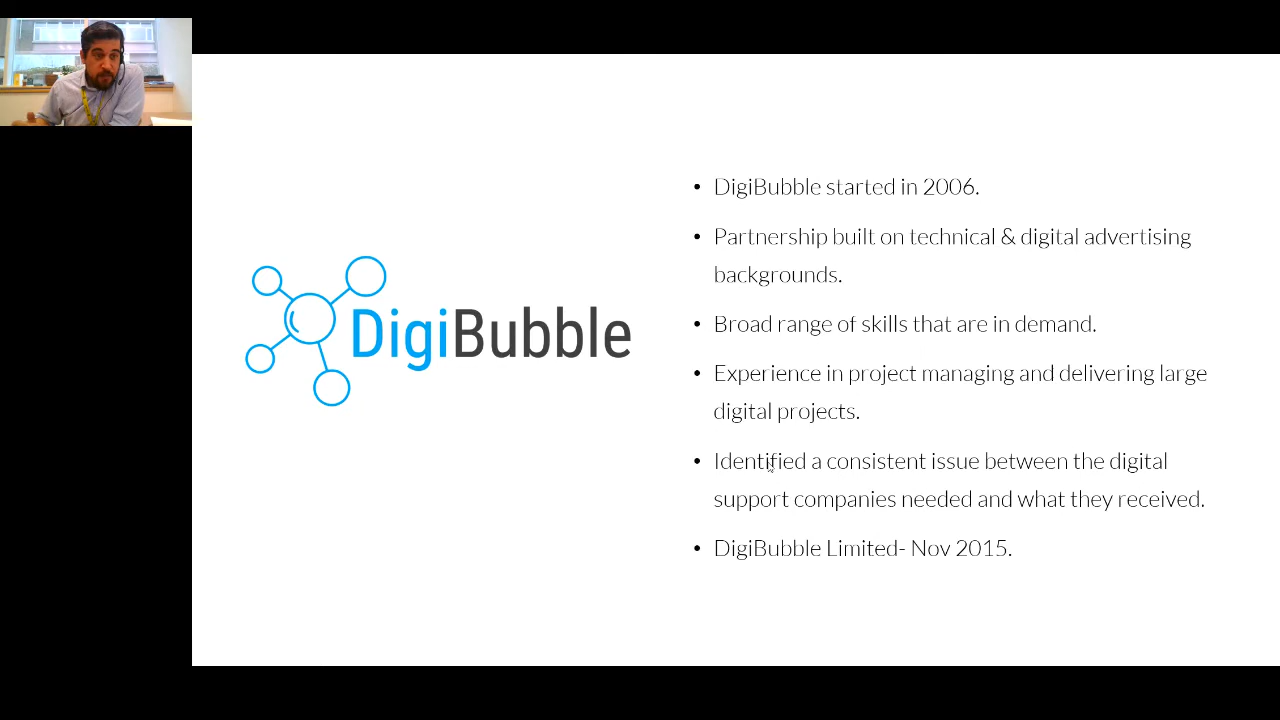 DigiBubble
• DigiBubble started in 2006.
• Partnership built on technical & digital advertising
backgrounds.
• Broad range of skills that are in demand.
• Experience in project managing and delivering large
digital projects.
• Identified a consistent issue between the digital
support companies needed and what they received.
• DigiBubble Limited- Nov 2015.